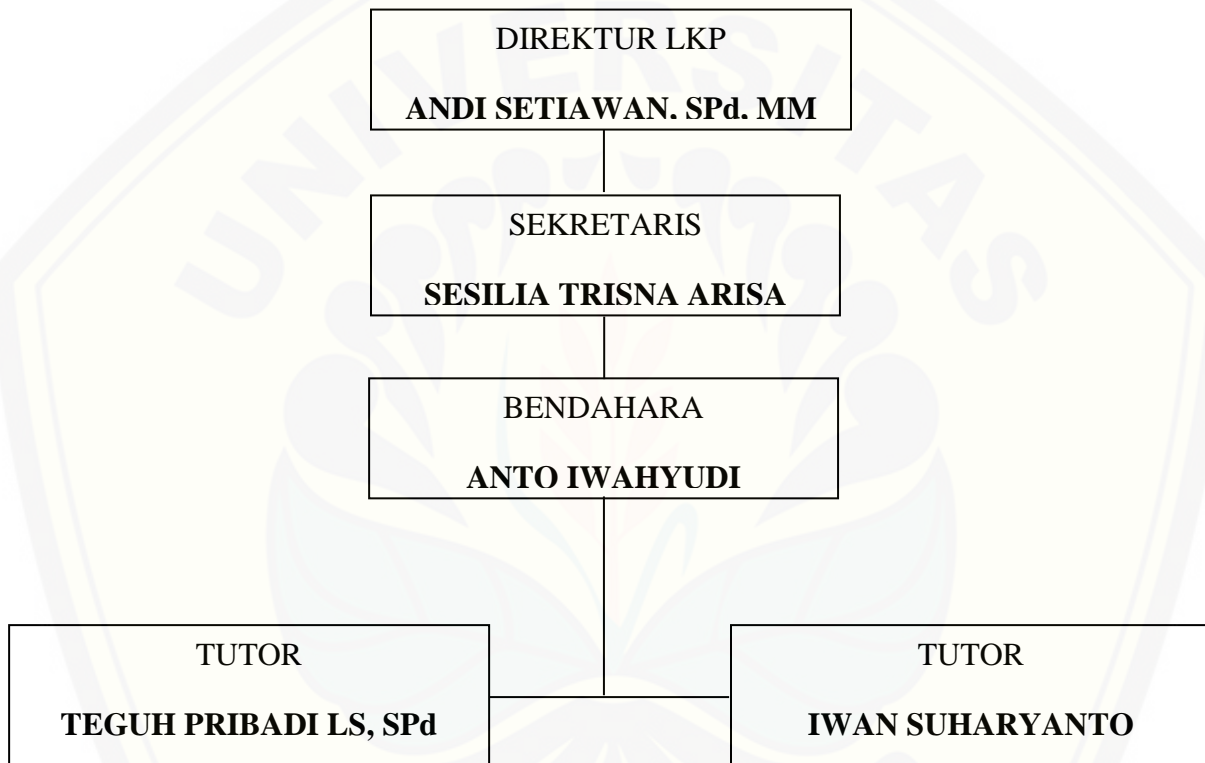 UNIVERSITAS
DIREKTUR LKP
ANDI SETIAWAN. SPd. MM
SEKRETARIS
SESILIA TRISNA ARISA
BENDAHARA
ANTO IWAHYUDI
TUTOR
TEGUH PRIBADI LS, SPd
TUTOR
IWAN SUHARYANTO